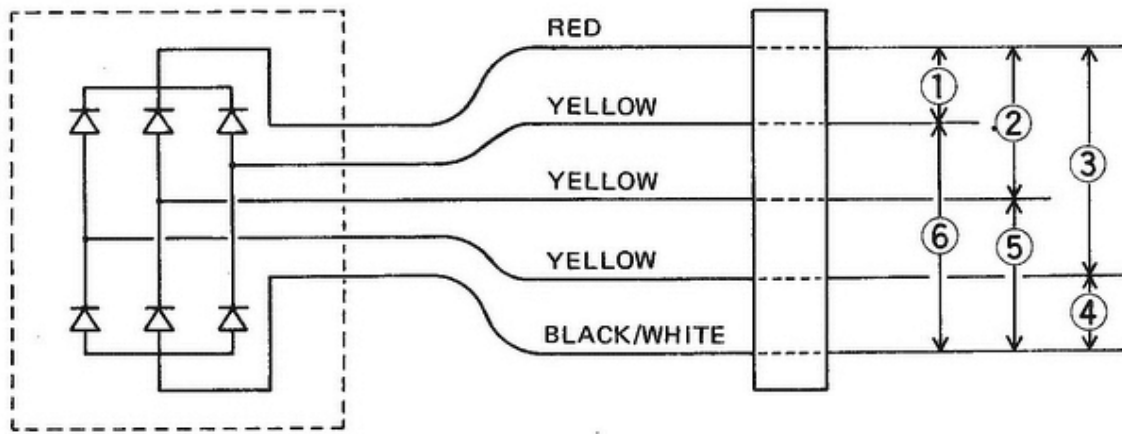 RED
①
YELLOW
②
③
YELLOW
⑥
⑤
YELLOW
④
BLACK/WHITE